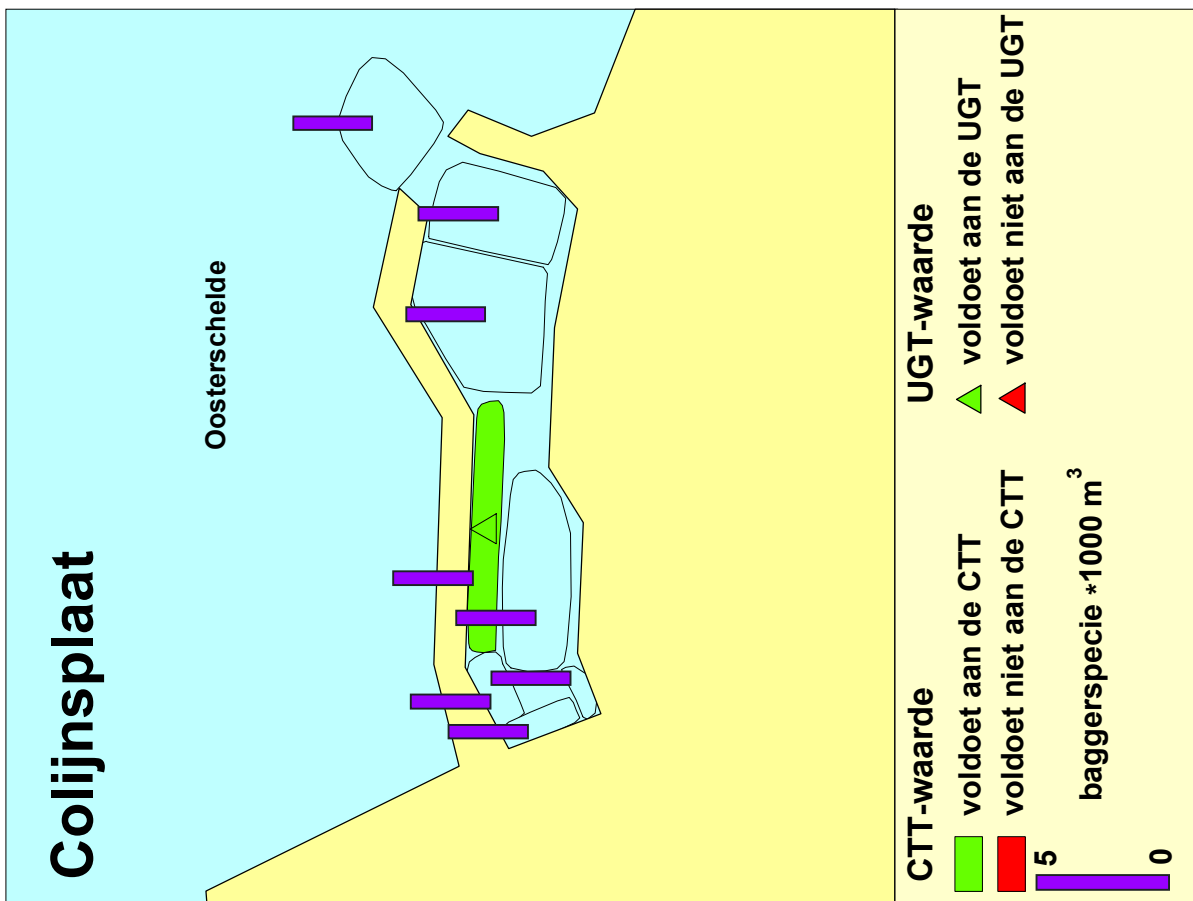 Colijnsplaat
Oosterschelde
CTT-waarde
voldoet aan de CTT
voldoet niet aan de CTT
5
0
baggerspecie *1000 m³
UGT-waarde
voldoet aan de UGT
voldoet niet aan de UGT